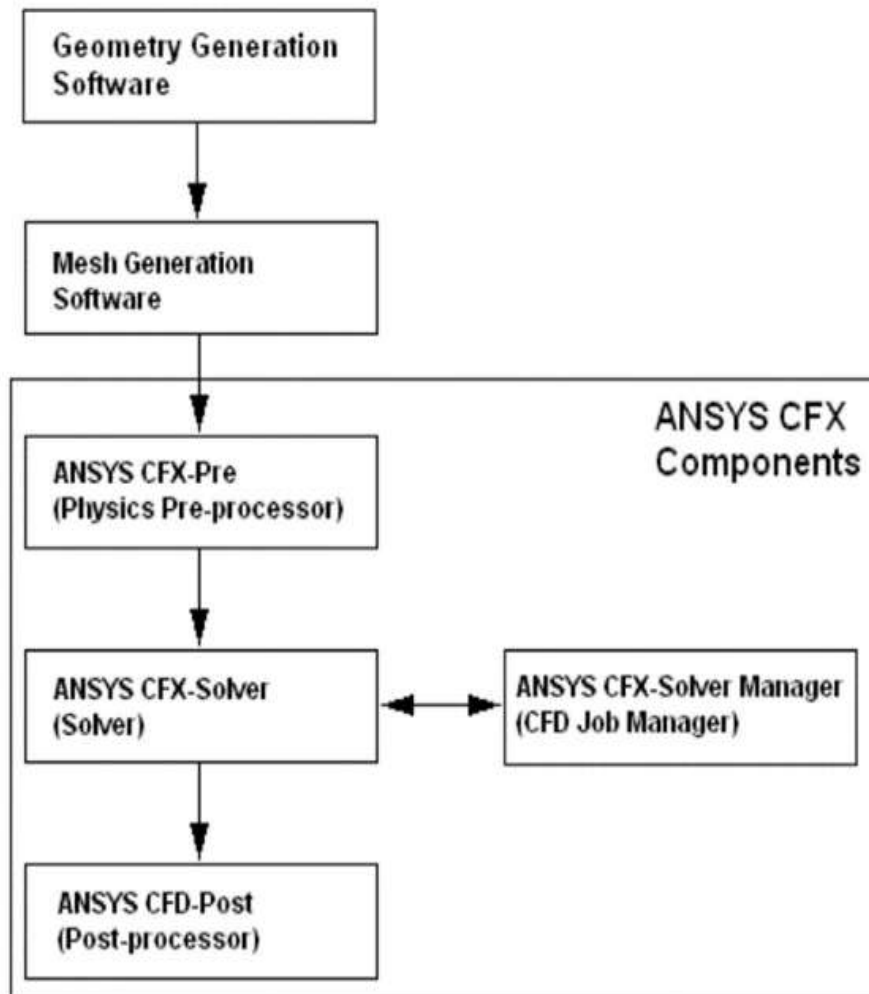 Geometry Generation
Software
Mesh Generation
Software
ANSYS CFX
Components
ANSYS CFX-Pre
(Physics Pre-processor)
ANSYS CFX-Solver
(Solver)
ANSYS CFX-Solver Manager
(CFD Job Manager)
ANSYS CFD-Post
(Post-processor)